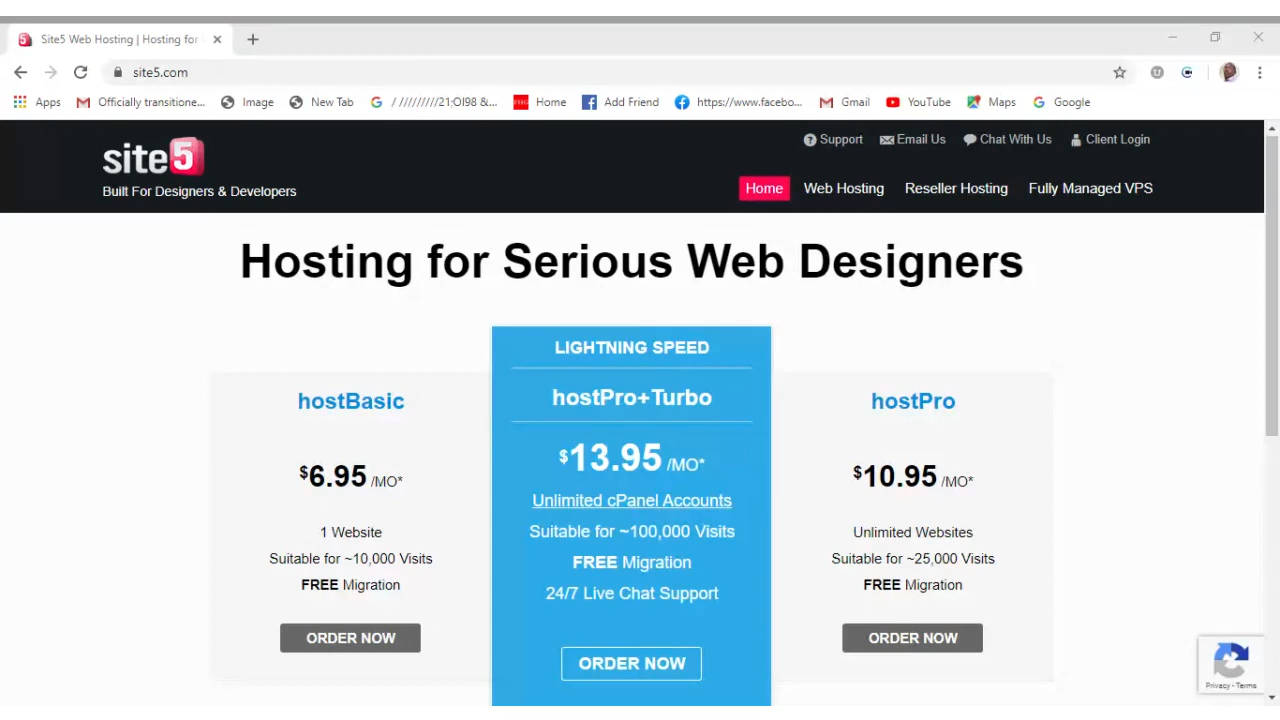 Site5 Web Hosting | Hosting for
site5.com
Apps
Officially transitione...
Image
New Tab
/ /////////21:OI98 &...
Home
Add Friend
https://www.facebo...
Gmail
YouTube
Maps
Google
Support
Email Us
Chat With Us
Client Login
site5
Built For Designers & Developers
Home
Web Hosting
Reseller Hosting
Fully Managed VPS
Hosting for Serious Web Designers
hostBasic
$6.95 /MO*
1 Website
Suitable for ~10,000 Visits
FREE Migration
ORDER NOW
LIGHTNING SPEED
hostPro+Turbo
$13.95 /MO*
Unlimited cPanel Accounts
Suitable for ~100,000 Visits
FREE Migration
24/7 Live Chat Support
ORDER NOW
hostPro
$10.95 /MO*
Unlimited Websites
Suitable for ~25,000 Visits
FREE Migration
ORDER NOW
Privacy - Terms